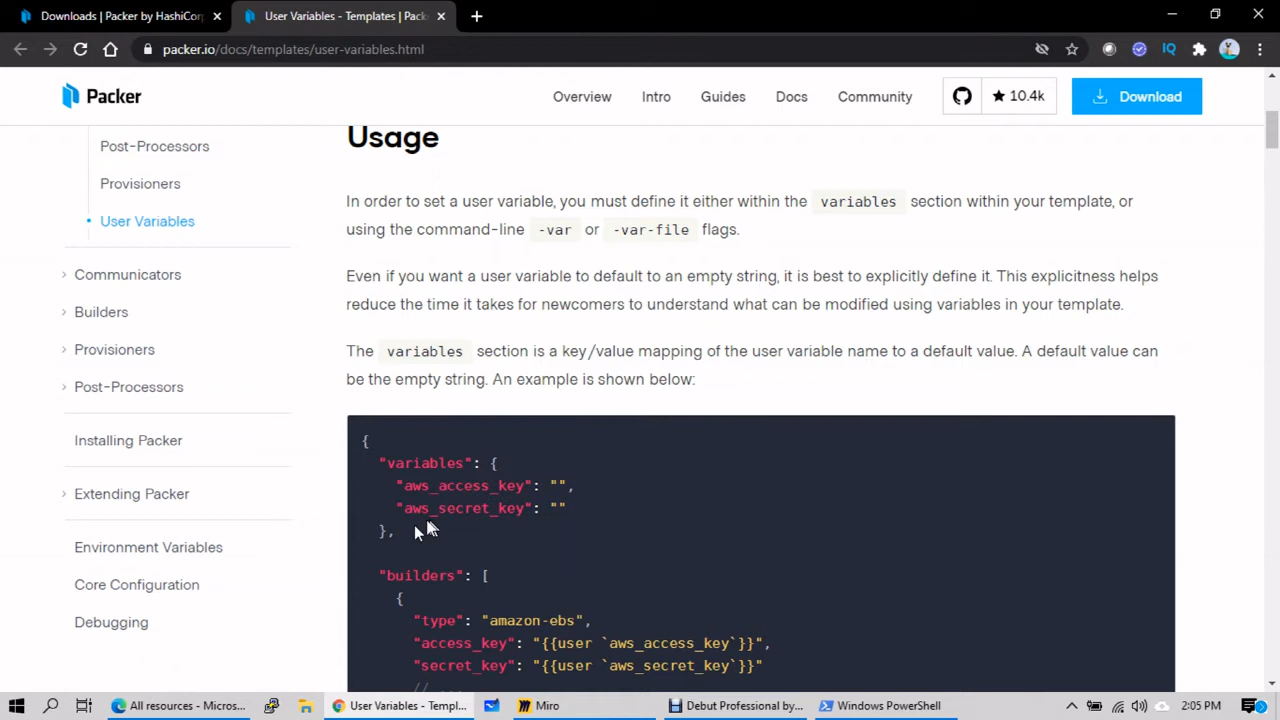 Downloads | Packer by HashiCorp
User Variables - Templates | Pack
packer.io/docs/templates/user-variables.html
IQ
Packer
Overview
Intro
Guides
Docs
Community
10.4k
Download
Post-Processors
Provisioners
User Variables
Communicators
Builders
Provisioners
Post-Processors
Installing Packer
Extending Packer
Environment Variables
Core Configuration
Debugging
Usage
In order to set a user variable, you must define it either within the variables section within your template, or
using the command-line -var or -var-file flags.
Even if you want a user variable to default to an empty string, it is best to explicitly define it. This explicitness helps
reduce the time it takes for newcomers to understand what can be modified using variables in your template.
The variables section is a key/value mapping of the user variable name to a default value. A default value can
be the empty string. An example is shown below:
{
"variables": {
"aws_access_key": "",
"aws_secret_key": ""
},
"builders": [
{
"type": "amazon-ebs",
"access_key": "{{user `aws_access_key`}}",
"secret_key": "{{user `aws_secret_key`}}"
// ...
All resources - Micros...
User Variables - Templ...
Miro
Debut Professional by...
Windows PowerShell
2:05 PM